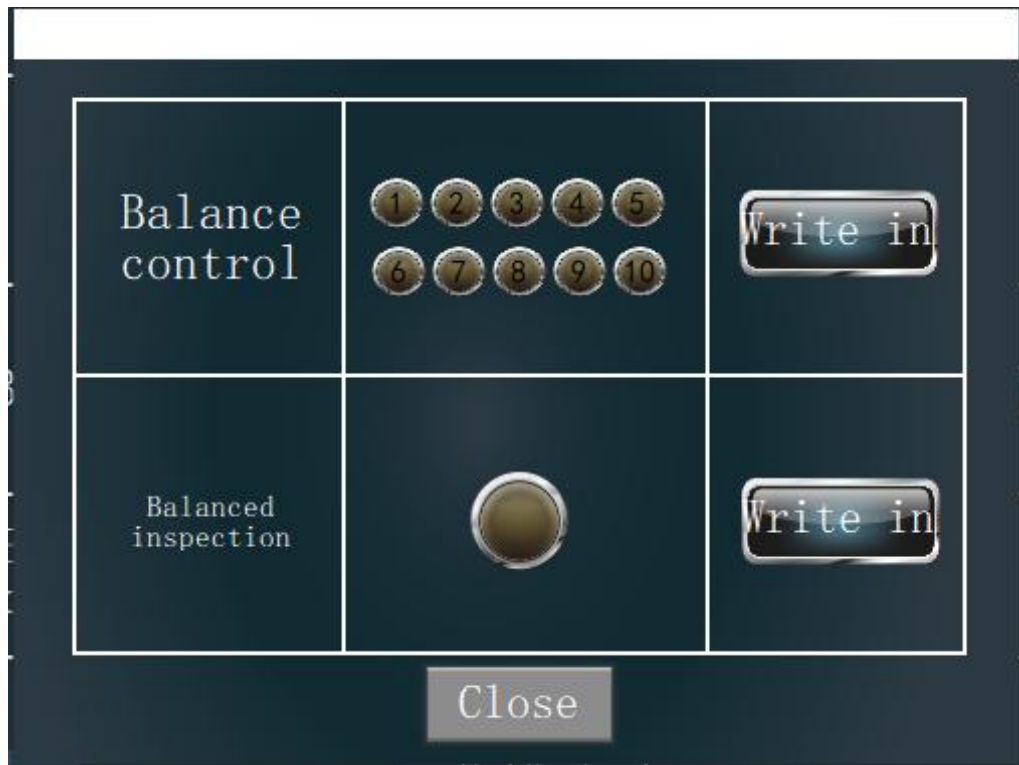 Balance
control
1 2 3 4 5
6 7 8 9 10
Write in
Balanced
inspection
Write in
Close